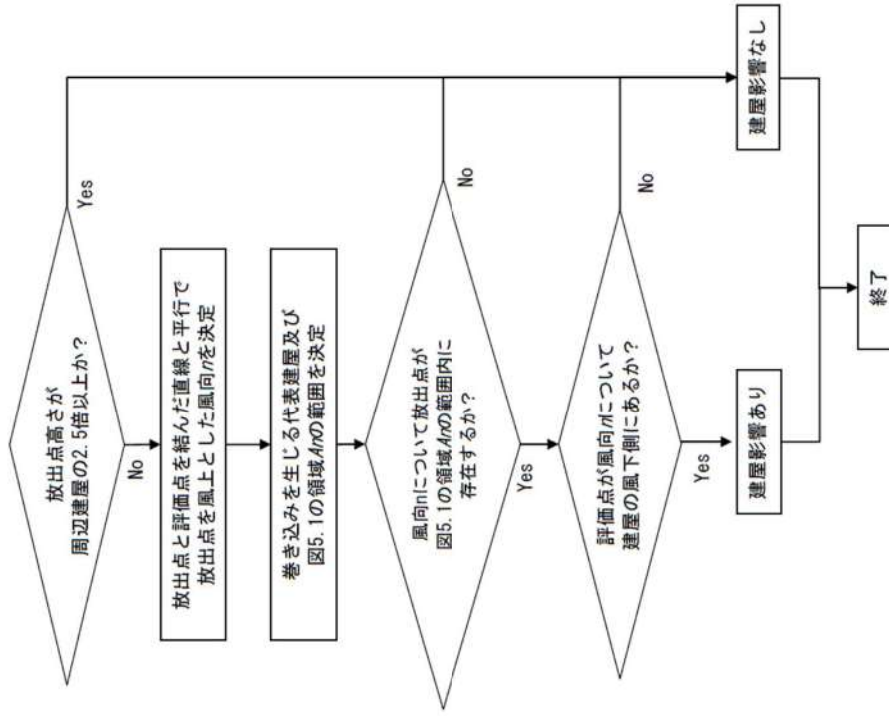 放出点高さが
周辺建屋の2.5倍以上か?
Yes
No
放出点と評価点を結んだ直線と平行で
放出点を風上とした風向nを決定
巻き込みを生じる代表建屋及び
図5.1の領域Anの範囲を決定
風向nについて放出点が
図5.1の領域Anの範囲内に
存在するか?
No
Yes
評価点が風向nについて
建屋の風下側にあるか?
No
Yes
建屋影響あり
建屋影響なし
終了